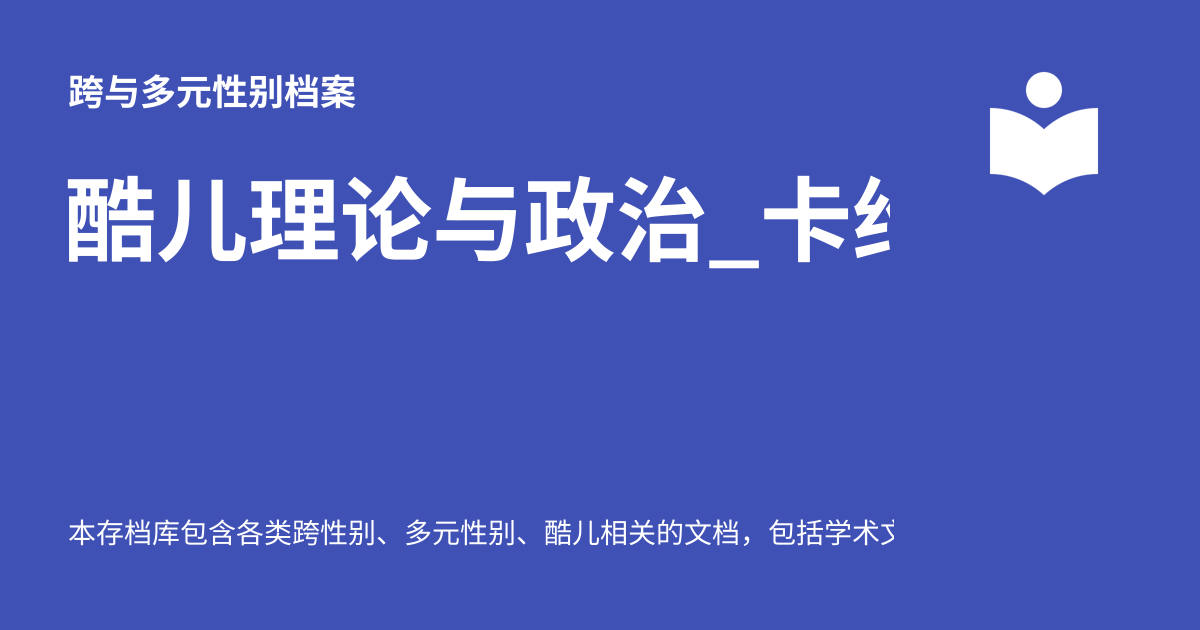 跨与多元性别档案
酷儿理论与政治_卡
本存档库包含各类跨性别、多元性别、酷儿相关的文档，包括学术